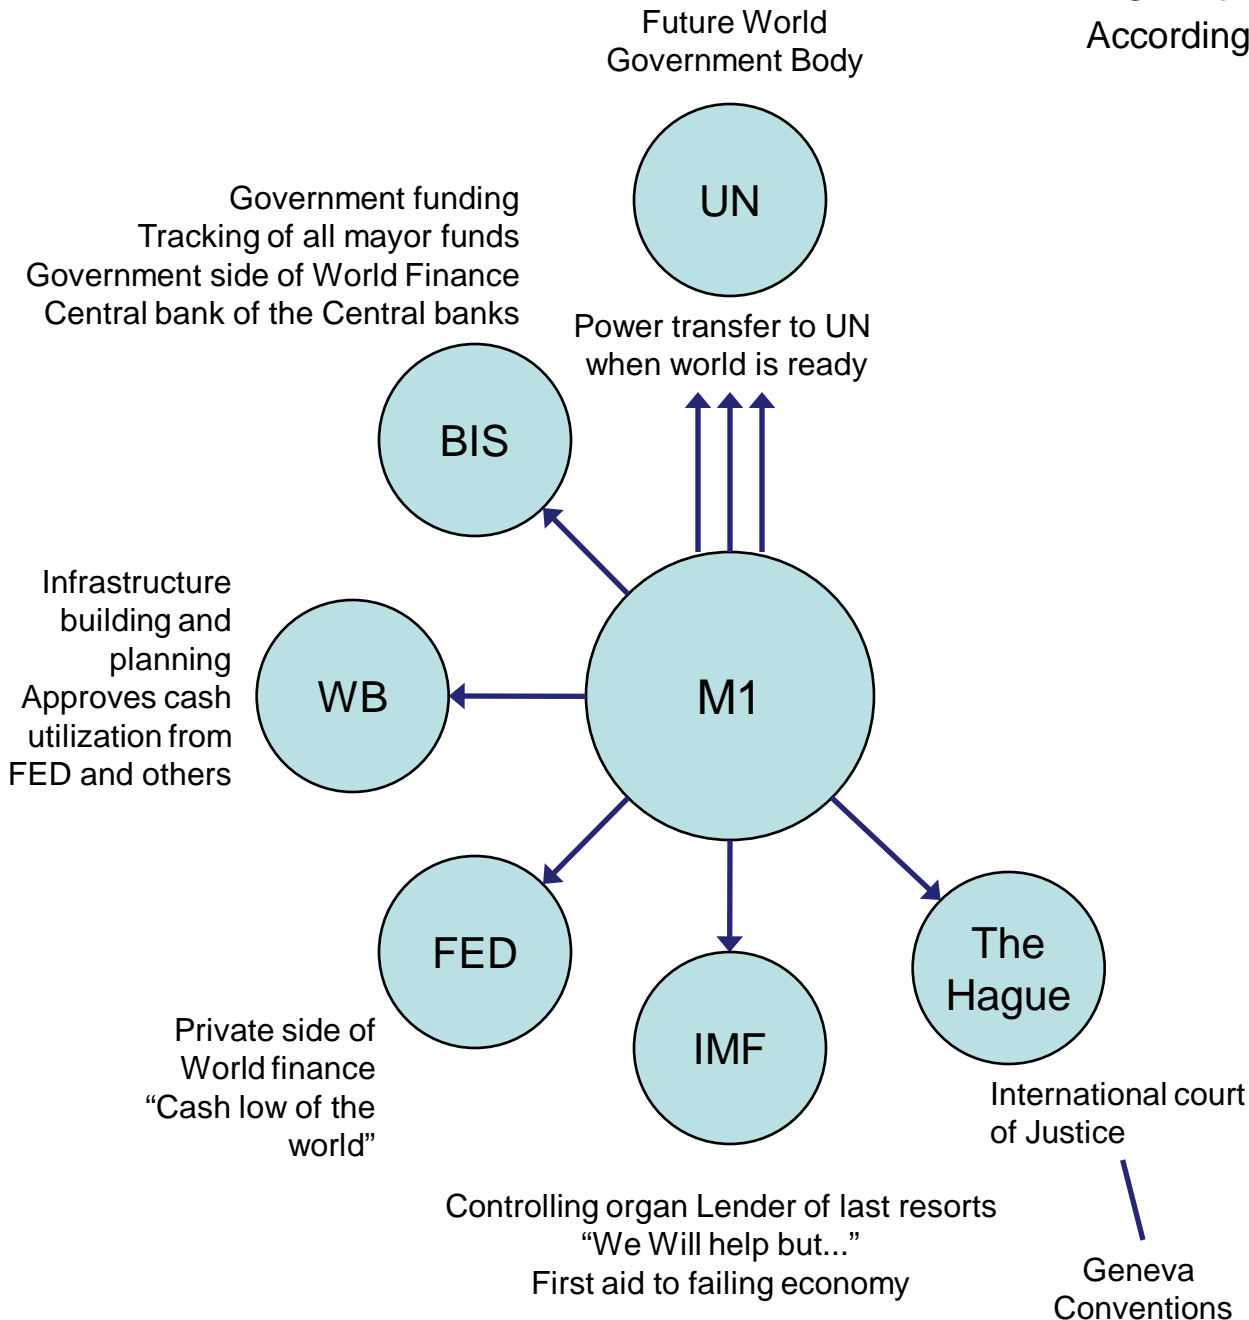 According
Future World
Government Body
UN
Government funding
Tracking of all mayor funds
Government side of World Finance
Central bank of the Central banks
Power transfer to UN
when world is ready
BIS
Infrastructure
building and
planning
Approves cash
utilization from
FED and others
WB
M1
FED
Private side of
World finance
“Cash low of the
world”
IMF
Controlling organ Lender of last resorts
“We Will help but...”
First aid to failing economy
The
Hague
International court
of Justice
Geneva
Conventions